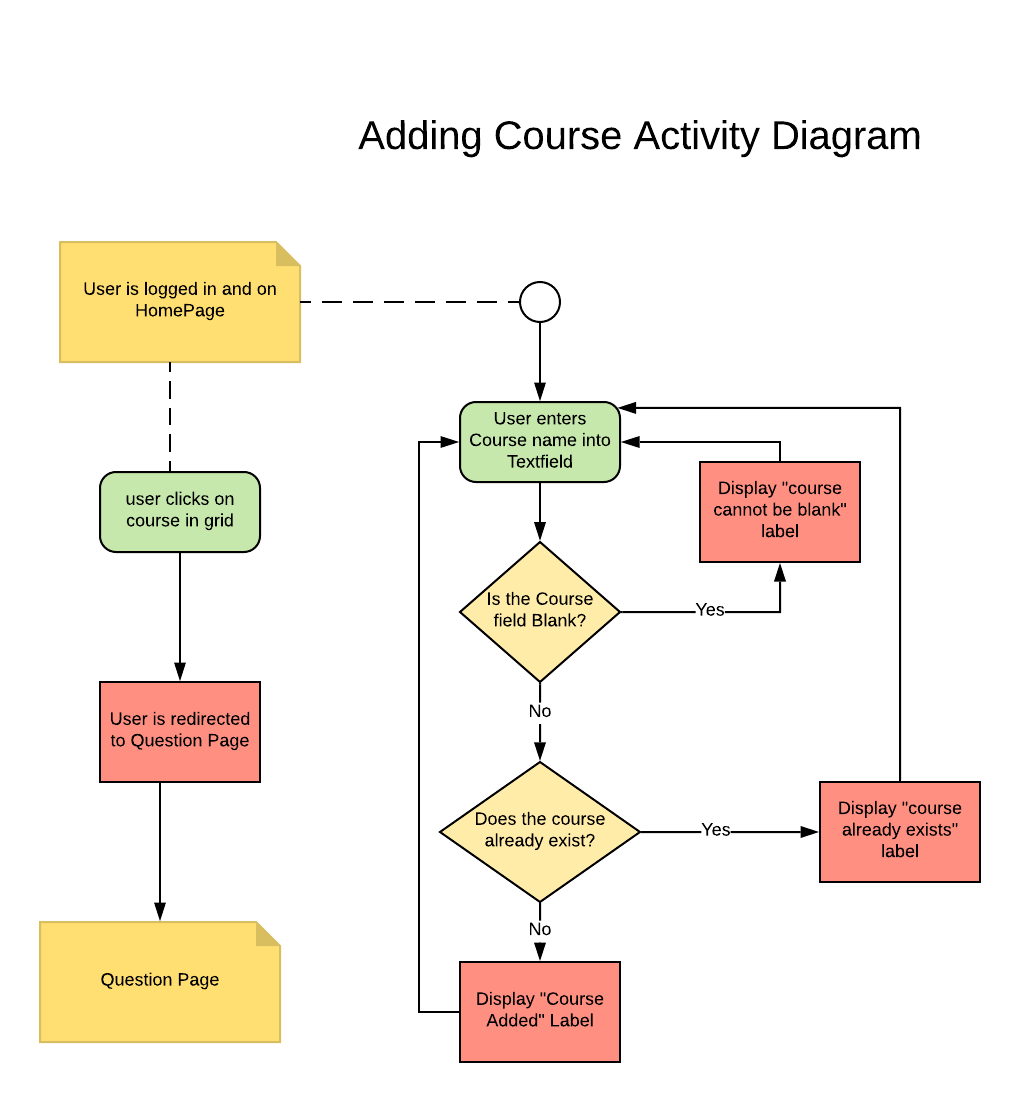 Adding Course Activity Diagram
User is logged in and on
HomePage
User enters
Course name into
Textfield
user clicks on
course in grid
Display "course
cannot be blank"
label
Is the Course
field Blank?
Yes
No
User is redirected
to Question Page
Does the course
already exist?
Yes
Display "course
already exists"
label
No
Question Page
Display "Course
Added" Label